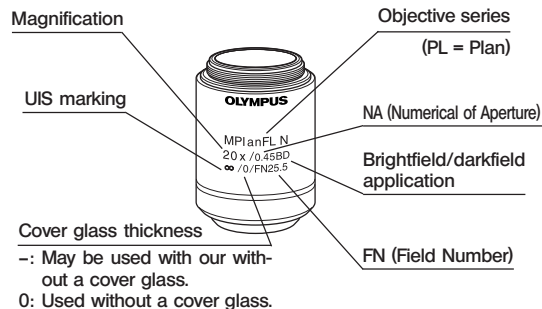 Magnification
Objective series
(PL = Plan)
UIS marking
NA (Numerical of Aperture)
Brightfield/darkfield
application
FN (Field Number)
OLYMPUS
MPlanFL N
20x/0.45BD
∞/0/FN25.5
Cover glass thickness
–: May be used with our with-
out a cover glass.
0: Used without a cover glass.